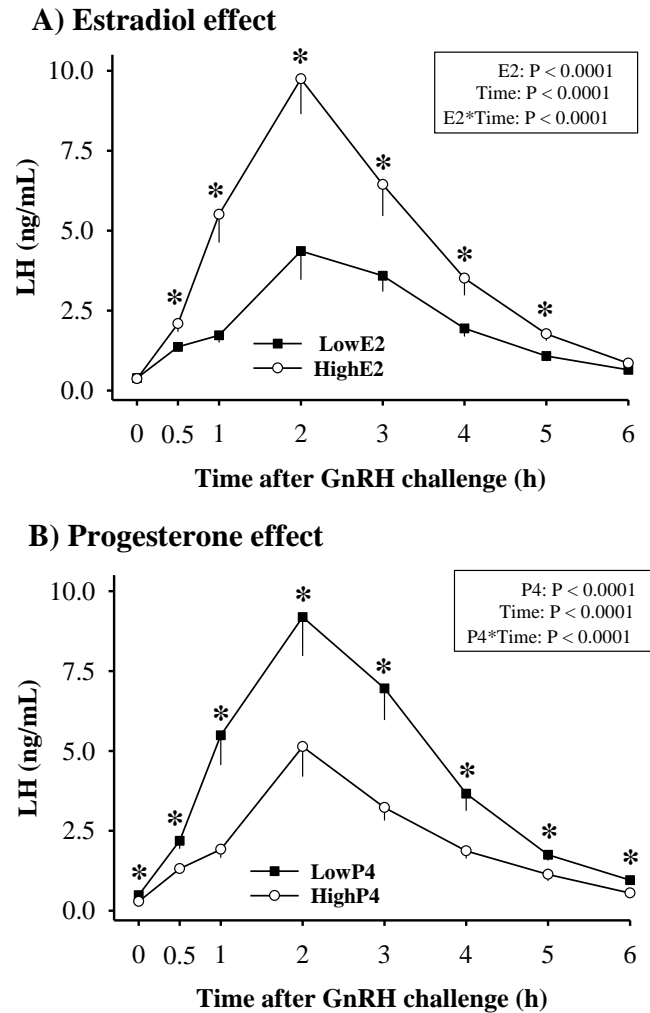 A) Estradiol effect
E2: P < 0.0001
Time: P < 0.0001
E2*Time: P < 0.0001
10.0
7.5
5.0
2.5
0.0
LH (ng/mL)
* * * * * * *
LowE2
HighE2
0 0.5 1 2 3 4 5 6
Time after GnRH challenge (h)
B) Progesterone effect
P4: P < 0.0001
Time: P < 0.0001
P4*Time: P < 0.0001
10.0
7.5
5.0
2.5
0.0
LH (ng/mL)
* * * * * * * *
LowP4
HighP4
0 0.5 1 2 3 4 5 6
Time after GnRH challenge (h)